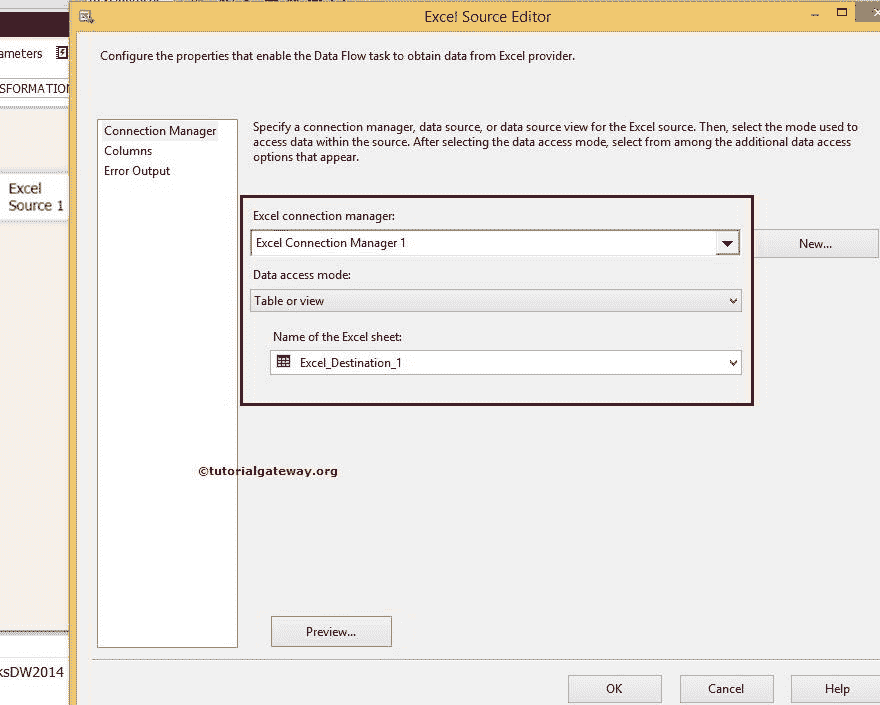 Excel Source Editor
ameters
Configure the properties that enable the Data Flow task to obtain data from Excel provider.
SFORMATION
Connection Manager
Columns
Error Output
Specify a connection manager, data source, or data source view for the Excel source. Then, select the mode used to
access data within the source. After selecting the data access mode, select from among the additional data access
options that appear.
Excel
Source 1
Excel connection manager:
Excel Connection Manager 1
New...
Data access mode:
Table or view
Name of the Excel sheet:
Excel_Destination_1
©tutorialgateway.org
Preview...
ksDW2014
OK
Cancel
Help